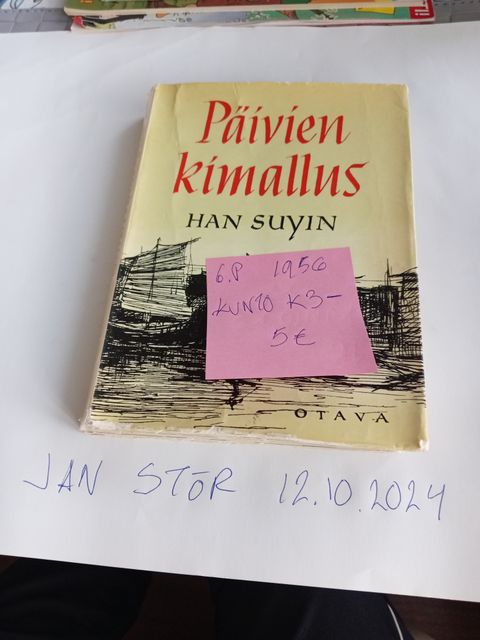 Päivien
kimallus
HAN SUYIN
6.P 1956
KUNTO K3-
5€
OTAVA
JAN STÖR 12.10.2024